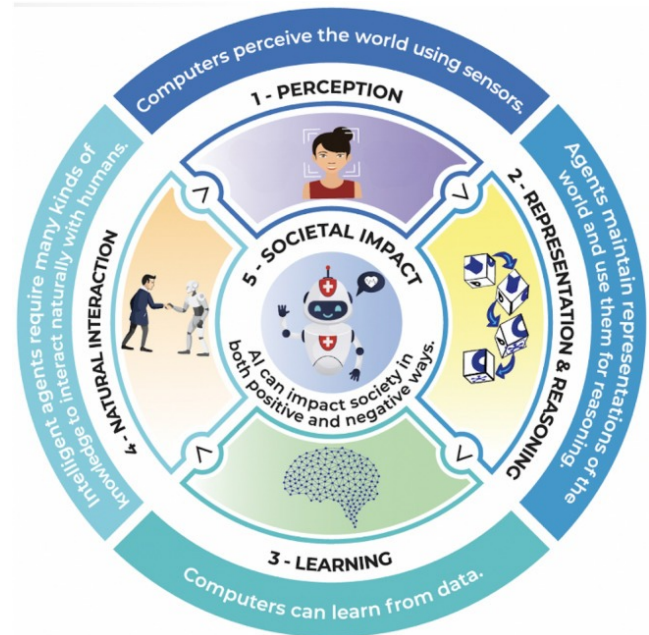 Computers perceive the world using sensors.
1 - PERCEPTION
Agents maintain representations of the
world and use them for reasoning.
2 - REPRESENTATION & REASONING
3 - LEARNING
Computers can learn from data.
Intelligent agents require many kinds of
knowledge to interact naturally with humans.
4 - NATURAL INTERACTION
5 - SOCIETAL IMPACT
AI can impact society in
both positive and negative ways.